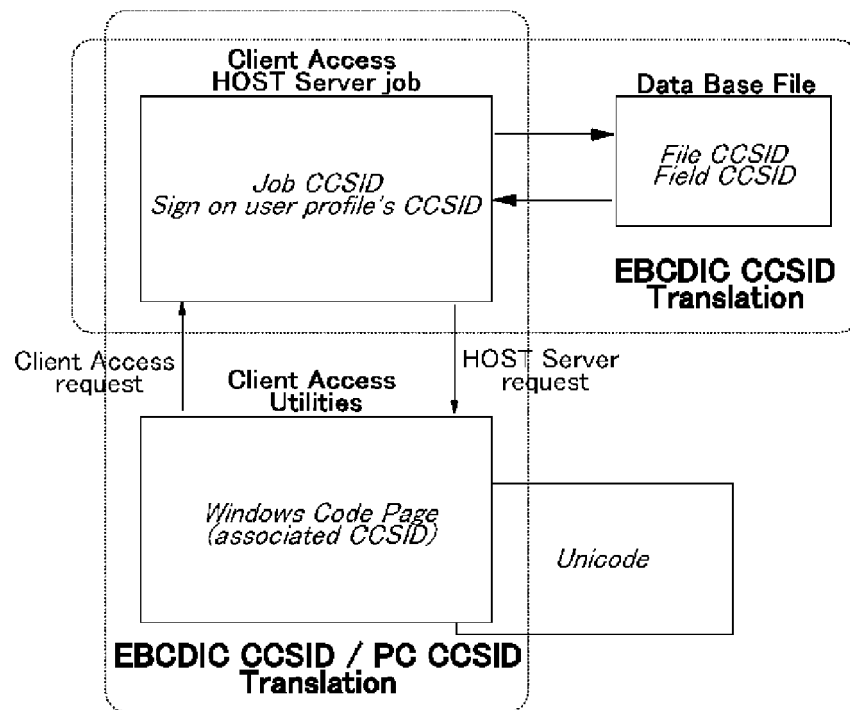 Client Access
HOST Server job
Data Base File
Job CCSID
Sign on user profile's CCSID
File CCSID
Field CCSID
EBCDIC CCSID
Translation
Client Access
request
HOST Server
request
Client Access
Utilities
Windows Code Page
(associated CCSID)
Unicode
EBCDIC CCSID / PC CCSID
Translation